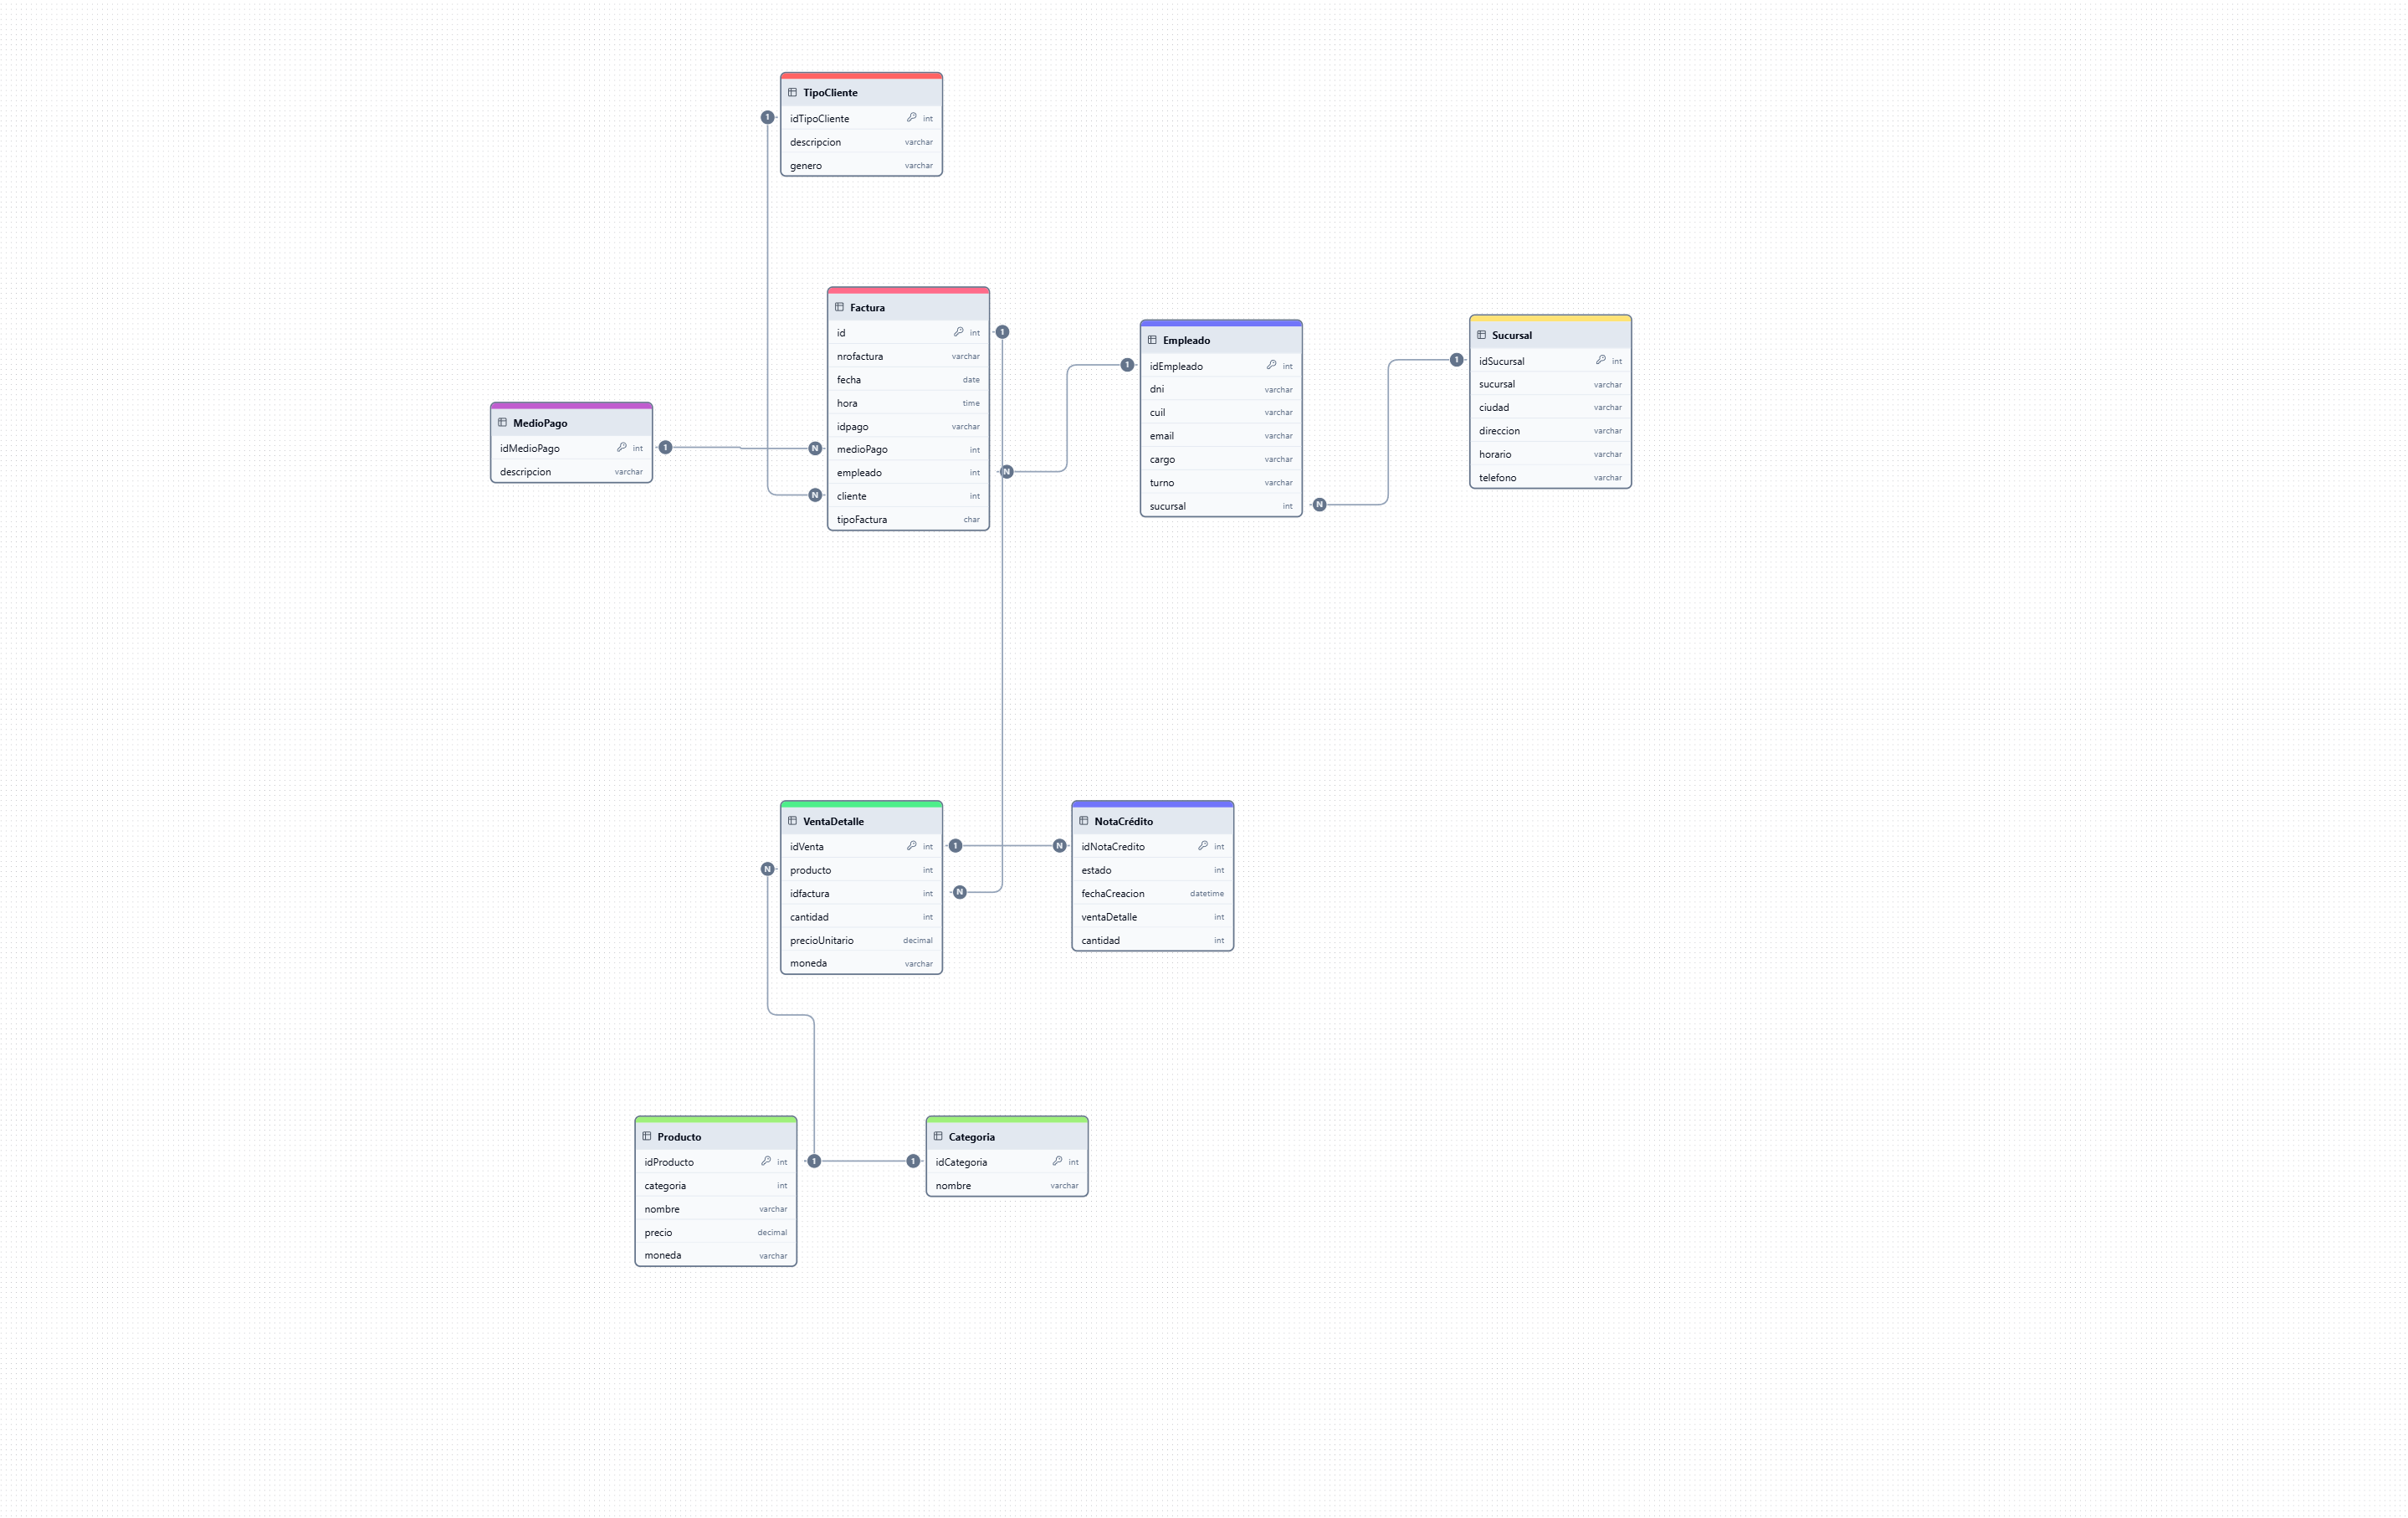 TipoCliente
idTipoCliente int
descripcion varchar
genero varchar
1
Factura
id int
nrofactura varchar
fecha date
hora time
idpago varchar
medioPago int
empleado int
cliente int
tipoFactura char
1
N
N
N
Empleado
idEmpleado int
dni varchar
cuil varchar
email varchar
cargo varchar
turno varchar
sucursal int
1
N
Sucursal
idSucursal int
sucursal varchar
ciudad varchar
direccion varchar
horario varchar
telefono varchar
1
MedioPago
idMedioPago int
descripcion varchar
1
VentaDetalle
idVenta int
producto int
idfactura int
cantidad int
precioUnitario decimal
moneda varchar
1
N
N
NotaCrédito
idNotaCredito int
estado int
fechaCreacion datetime
ventaDetalle int
cantidad int
N
Producto
idProducto int
categoria int
nombre varchar
precio decimal
moneda varchar
1
Categoria
idCategoria int
nombre varchar
1